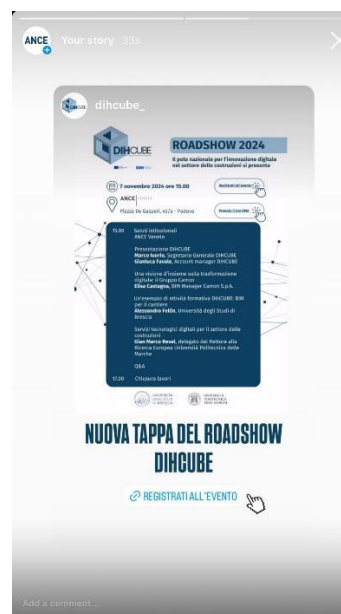 ANCE
Your story 33s
dihcube_
DIHCUBE
ROADSHOW 2024
Il polo nazionale per l'innovazione digitale
nel settore delle costruzioni si presenta
7 novembre 2024 ore 15.00
ANCE
Piazza De Gasperi, 45/a - Padova
15.00 Saluti istituzionali
ANCE Veneto
Presentazione DIHCUBE
Marco Isorio, Segretario Generale DIHCUBE
Gianluca Favale, Account manager DIHCUBE
Una visione d'insieme sulla trasformazione
digitale: il Gruppo Carron
Elisa Castagna, BIM Manager Carron S.p.A.
Un'esempio di attività formativa DIHCUBE: BIM
per il cantiere
Alessandro Fellin, Università degli Studi di
Brescia
Servizi tecnologici digitali per il settore delle
costruzioni
Gian Marco Revel, delegato del Rettore alla
Ricerca Europea Università Politecnica delle
Marche
Q&A
17.00 Chiusura lavori
NUOVA TAPPA DEL ROADSHOW
DIHCUBE
REGISTRATI ALL'EVENTO
Add a comment...